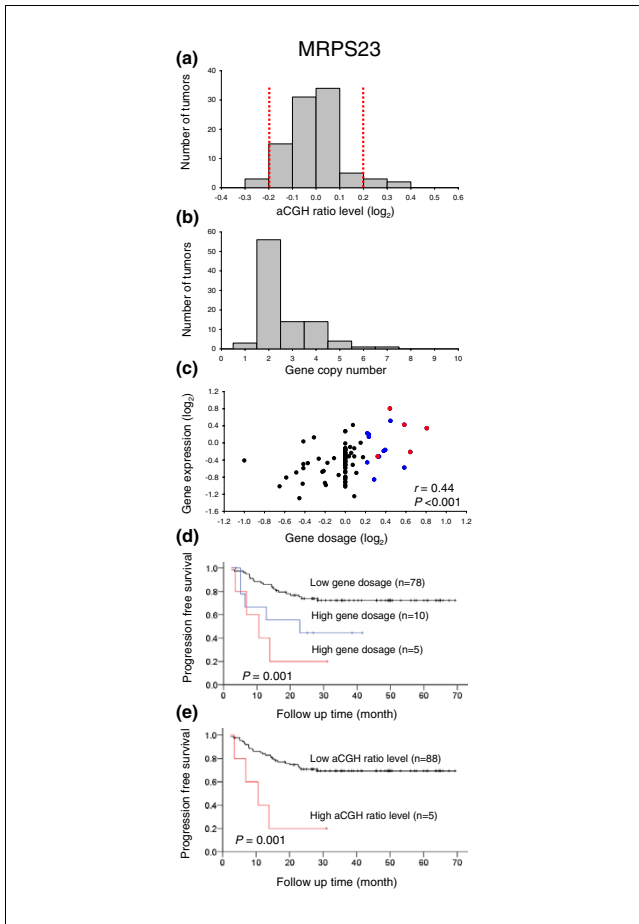 MRPS23
(a)
Number of tumors
40
30
20
10
0
-0.4 -0.3 -0.2 -0.1 0.0 0.1 0.2 0.3 0.4 0.5 0.6
aCGH ratio level (log2)
(b)
Number of tumors
60
50
40
30
20
10
0
0 1 2 3 4 5 6 7 8 9 10
Gene copy number
(c)
Gene expression (log2)
1.2
0.8
0.4
0.0
-0.4
-0.8
-1.2
-1.6
r = 0.44
P <0.001
-1.2 -1.0 -0.8 -0.6 -0.4 -0.2 0.0 0.2 0.4 0.6 0.8 1.0 1.2
Gene dosage (log2)
(d)
Progression free survival
1.0
0.8
0.6
0.4
0.2
0.0
Low gene dosage (n=78)
High gene dosage (n=10)
High gene dosage (n=5)
P = 0.001
0 10 20 30 40 50 60 70
Follow up time (month)
(e)
Progression free survival
1.0
0.8
0.6
0.4
0.2
0.0
Low aCGH ratio level (n=88)
High aCGH ratio level (n=5)
P = 0.001
0 10 20 30 40 50 60 70
Follow up time (month)